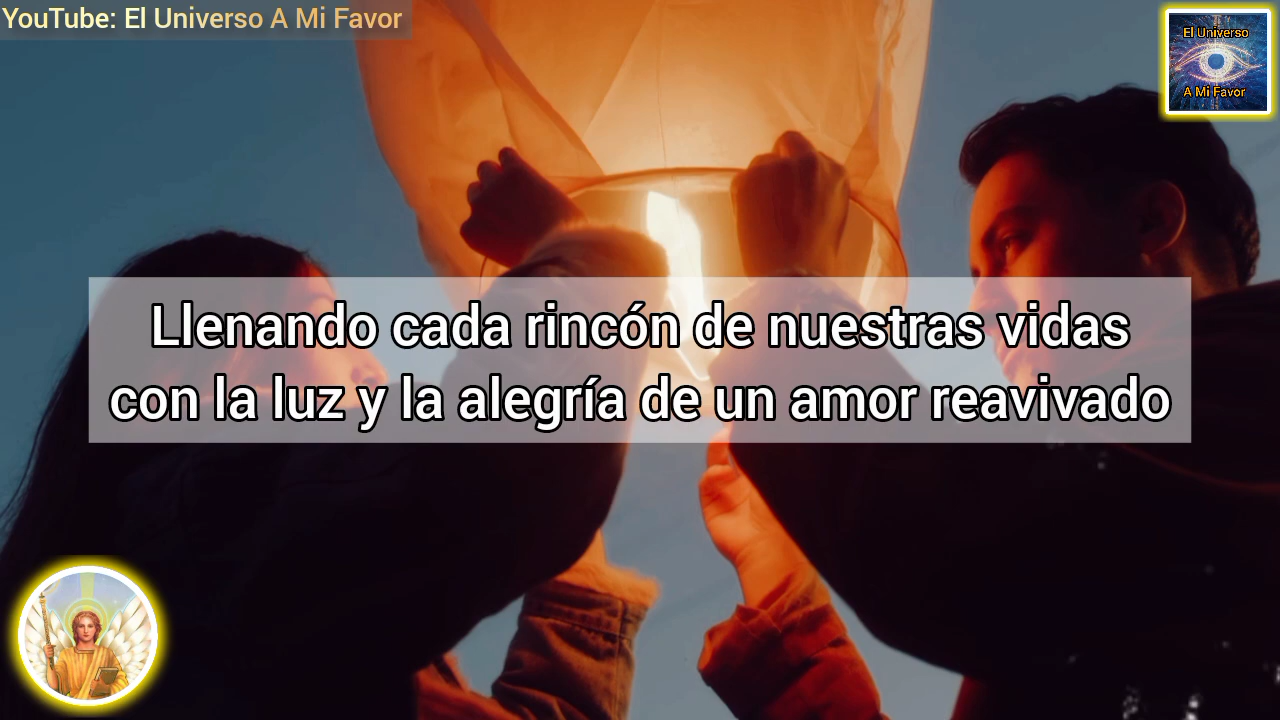 YouTube: El Universo A Mi Favor
El Universo
A Mi Favor
Llenando cada rincón de nuestras vidas
con la luz y la alegría de un amor reavivado